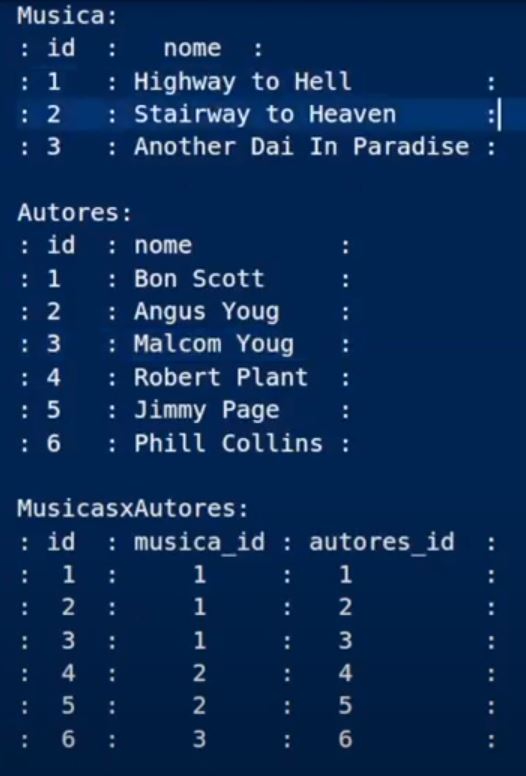 Musica:
: id  :   nome  :
: 1   : Highway to Hell         :
: 2   : Stairway to Heaven      :
: 3   : Another Dai In Paradise :
Autores:
: id  : nome          :
: 1   : Bon Scott     :
: 2   : Angus Youg    :
: 3   : Malcom Youg   :
: 4   : Robert Plant  :
: 5   : Jimmy Page    :
: 6   : Phill Collins :
MusicasxAutores:
: id  : musica_id : autores_id  :
:  1  :     1     :   1         :
:  2  :     1     :   2         :
:  3  :     1     :   3         :
:  4  :     2     :   4         :
:  5  :     2     :   5         :
:  6  :     3     :   6         :